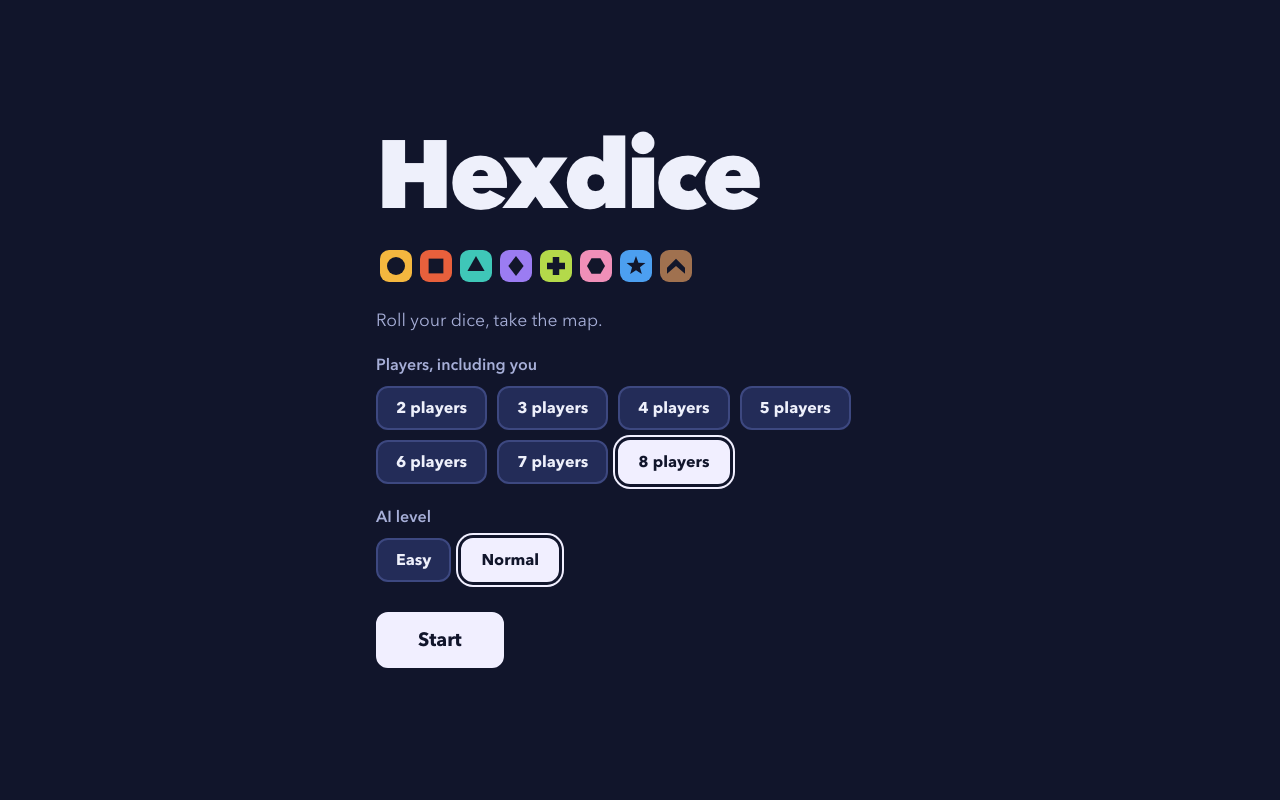 Hexdice
Roll your dice, take the map.
Players, including you
2 players 3 players 4 players 5 players
6 players 7 players 8 players
AI level
Easy Normal
Start